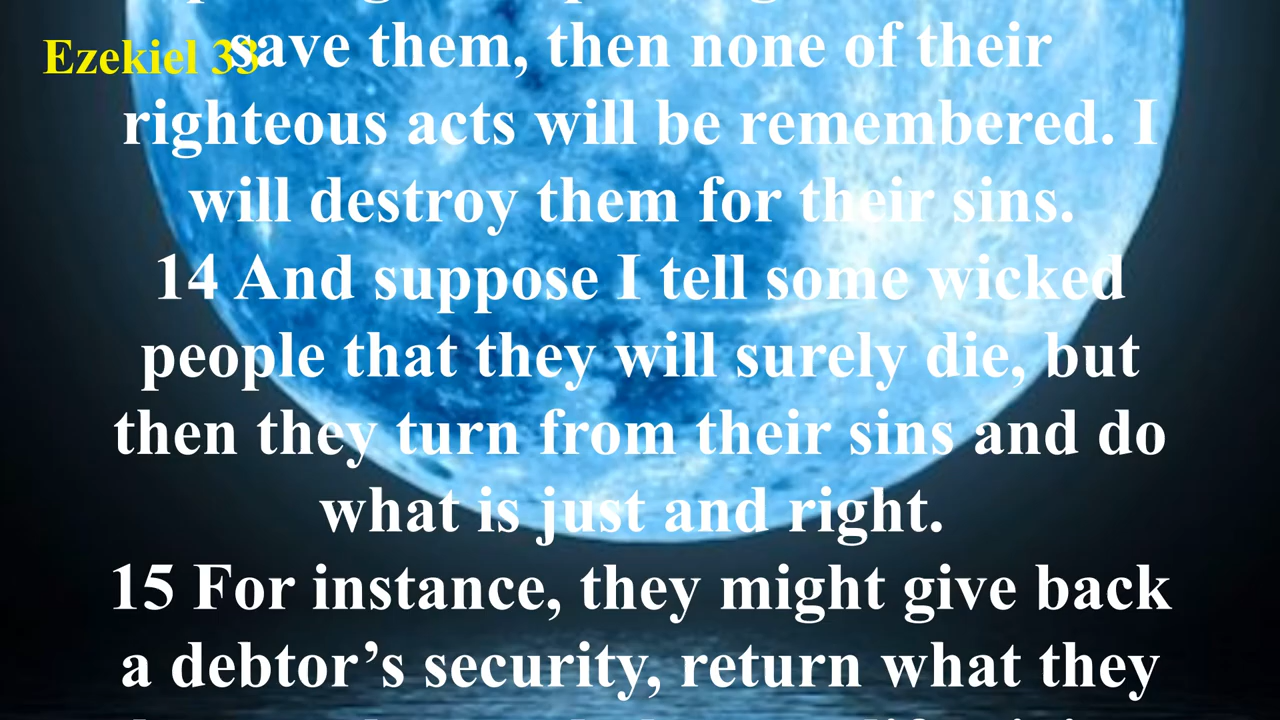 Ezekiel 33
save them, then none of their
righteous acts will be remembered. I
will destroy them for their sins.
14 And suppose I tell some wicked
people that they will surely die, but
then they turn from their sins and do
what is just and right.
15 For instance, they might give back
a debtor’s security, return what they